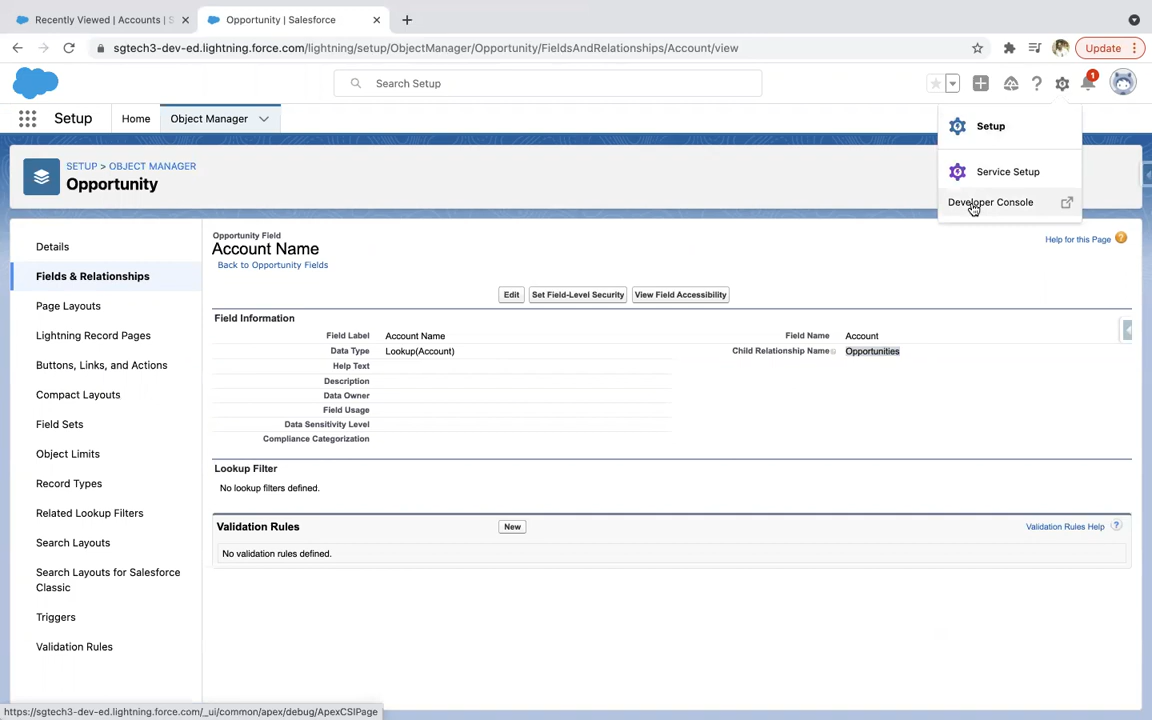 Recently Viewed | Accounts | S
Opportunity | Salesforce
sgtech3-dev-ed.lightning.force.com/lightning/setup/ObjectManager/Opportunity/FieldsAndRelationships/Account/view
Update
Search Setup
1
Setup
Home
Object Manager
Setup
Service Setup
Developer Console
SETUP > OBJECT MANAGER
Opportunity
Details
Fields & Relationships
Page Layouts
Lightning Record Pages
Buttons, Links, and Actions
Compact Layouts
Field Sets
Object Limits
Record Types
Related Lookup Filters
Search Layouts
Search Layouts for Salesforce
Classic
Triggers
Validation Rules
Opportunity Field
Account Name
Back to Opportunity Fields
Help for this Page
Edit
Set Field-Level Security
View Field Accessibility
Field Information
Field Label Account Name
Field Name Account
Data Type Lookup(Account)
Child Relationship Name Opportunities
Help Text
Description
Data Owner
Field Usage
Data Sensitivity Level
Compliance Categorization
Lookup Filter
No lookup filters defined.
Validation Rules
New
Validation Rules Help ?
No validation rules defined.
https://sgtech3-dev-ed.lightning.force.com/_ui/common/apex/debug/ApexCSIPage